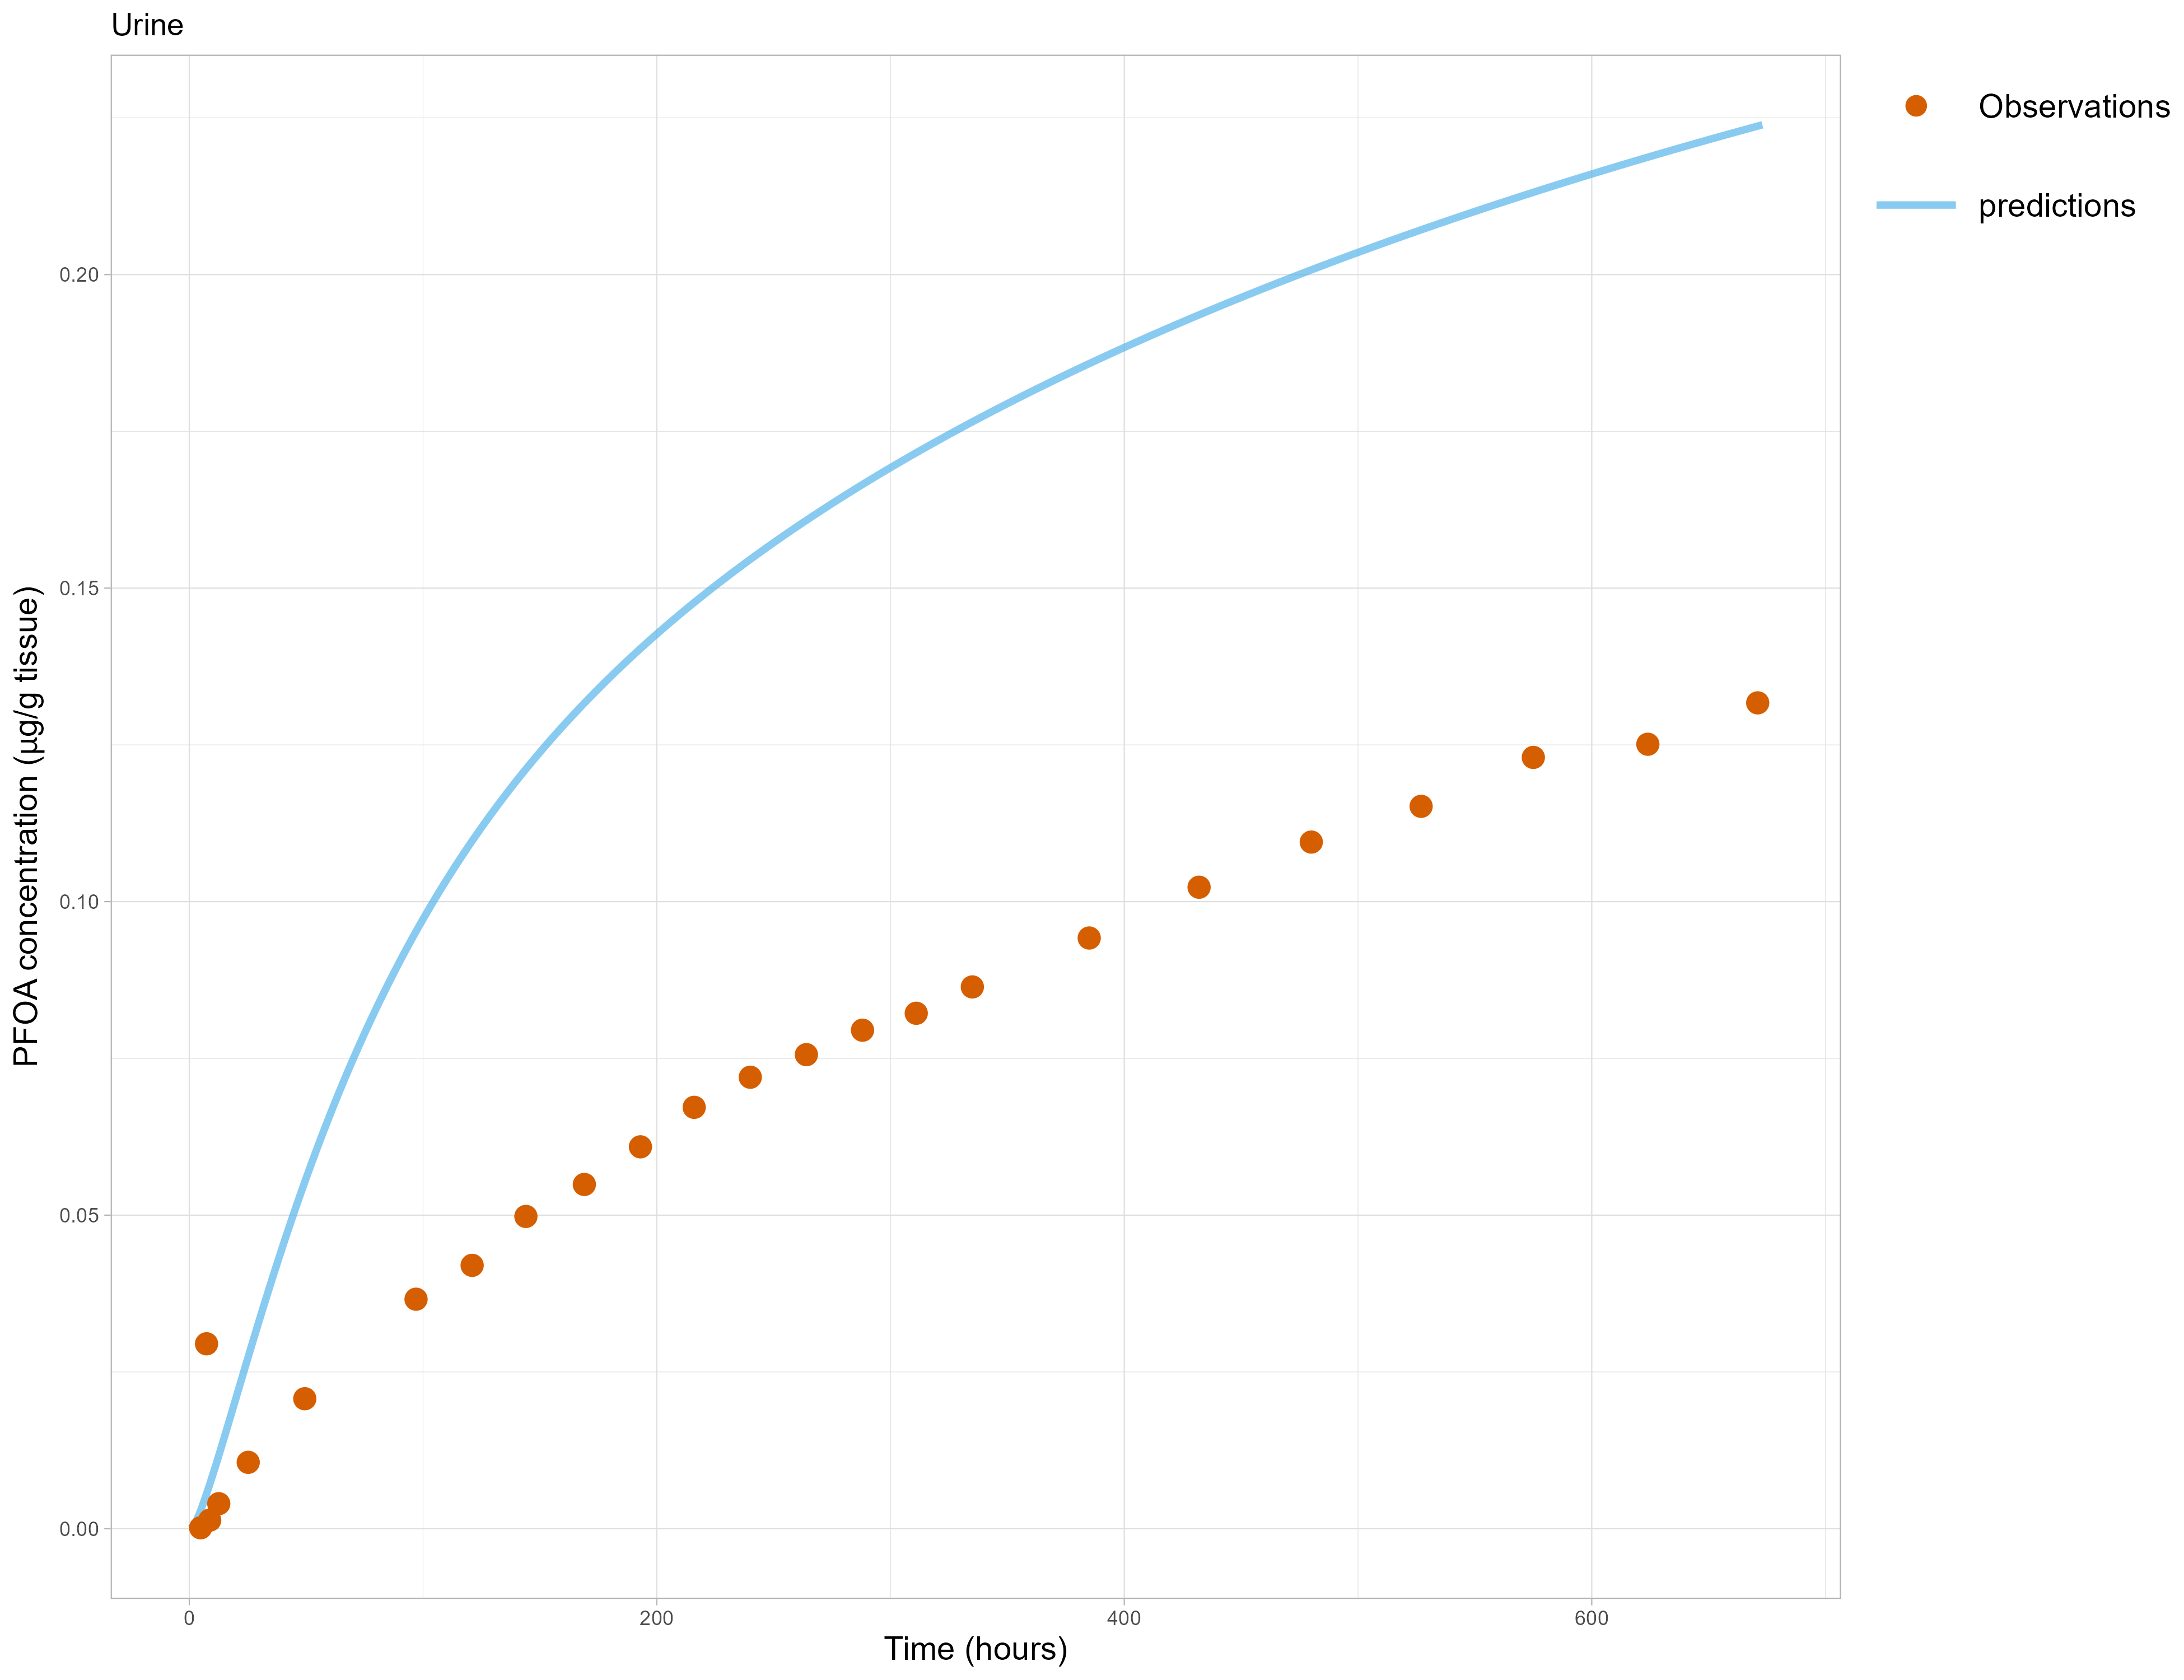 Urine
Observations
predictions
PFOA concentration (µg/g tissue)
0.20
0.15
0.10
0.05
0.00
0
200
400
600
Time (hours)